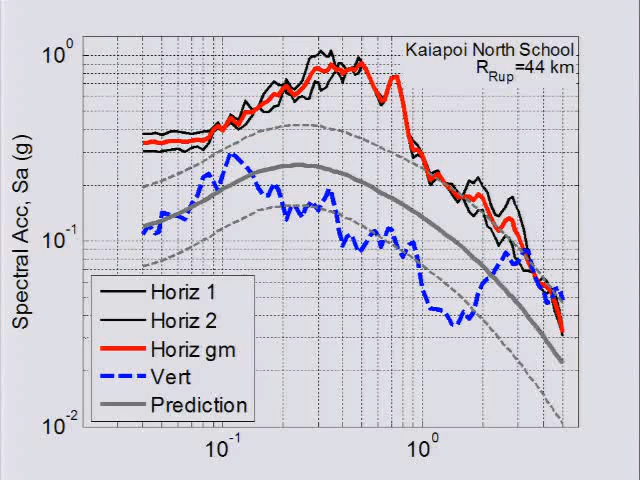 10^0
Kaiapoi North School
R_Rup=44 km
Spectral Acc, Sa (g)
10^-1
Horiz 1
Horiz 2
Horiz gm
Vert
Prediction
10^-2
10^-1
10^0